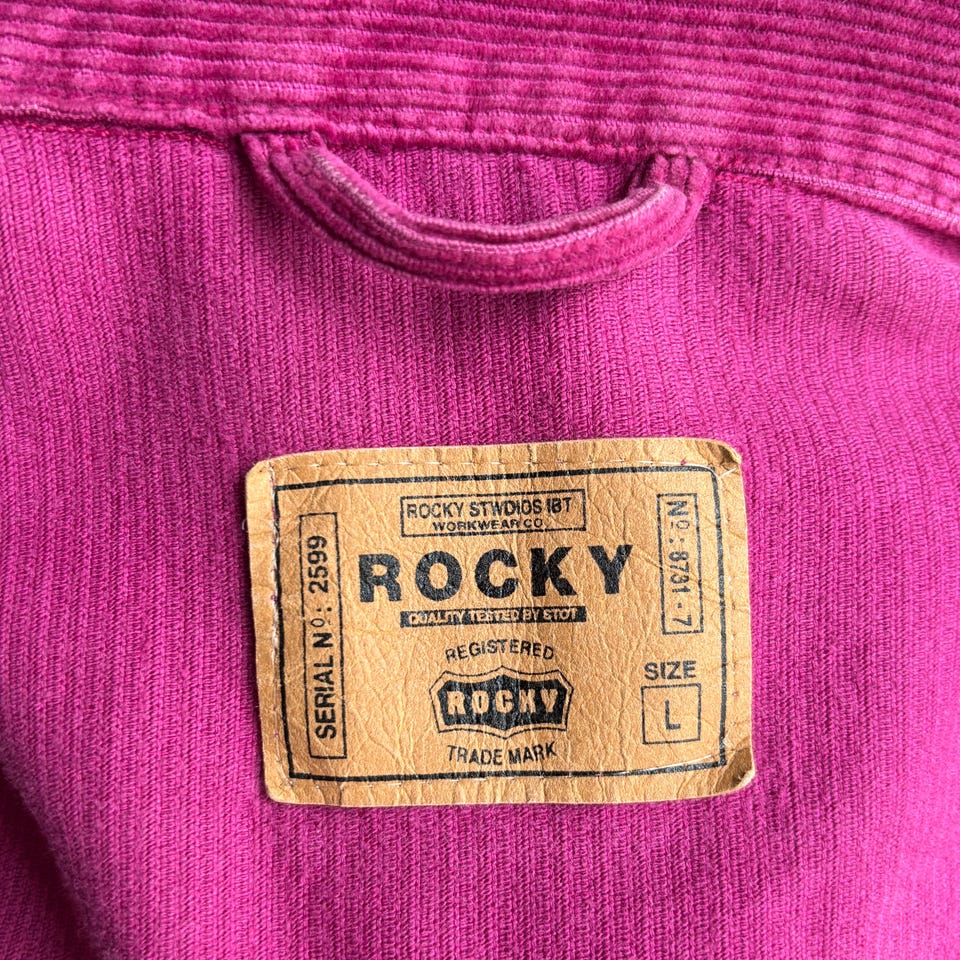 ROCKY STWDIOS IBT
WORKWEAR CO.
ROCKY
QUALITY TESTED BY STOT
REGISTERED
ROCKY
TRADE MARK
SERIAL Nº: 2599
Nº: 8731-7
SIZE
L